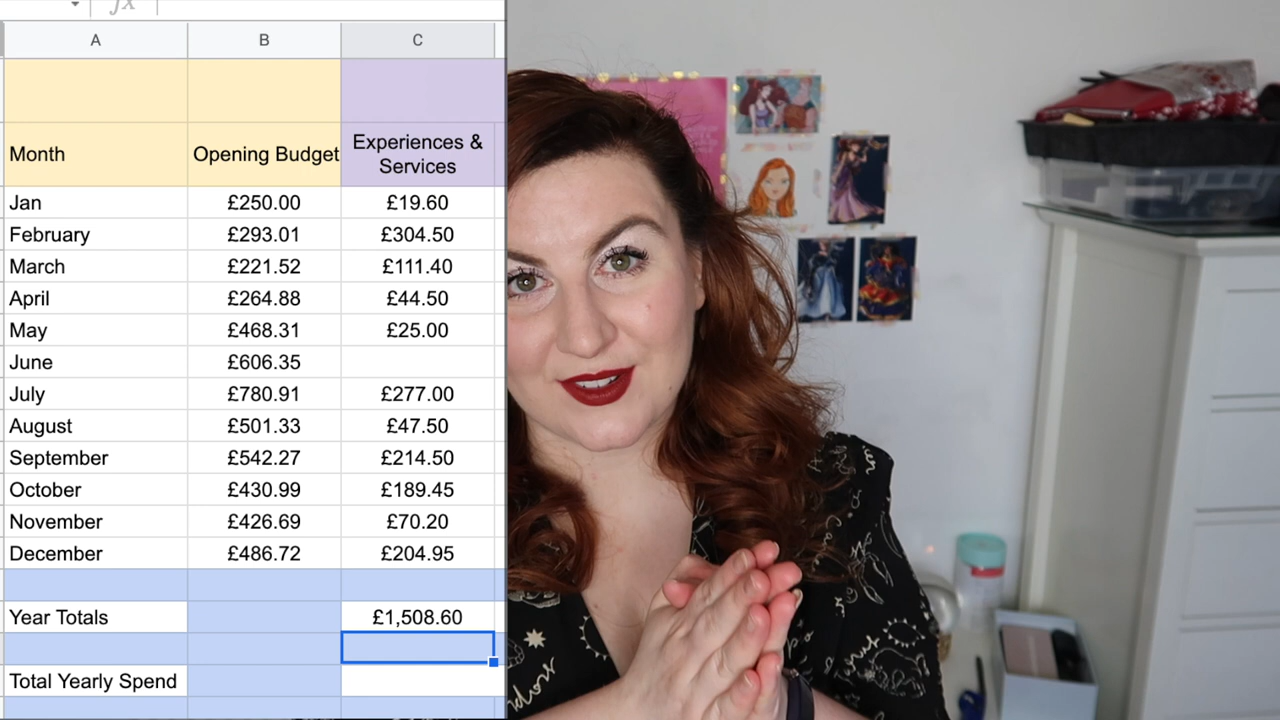 A B C
Month Opening Budget Experiences &
Services
Jan £250.00 £19.60
February £293.01 £304.50
March £221.52 £111.40
April £264.88 £44.50
May £468.31 £25.00
June £606.35
July £780.91 £277.00
August £501.33 £47.50
September £542.27 £214.50
October £430.99 £189.45
November £426.69 £70.20
December £486.72 £204.95
Year Totals £1,508.60
Total Yearly Spend